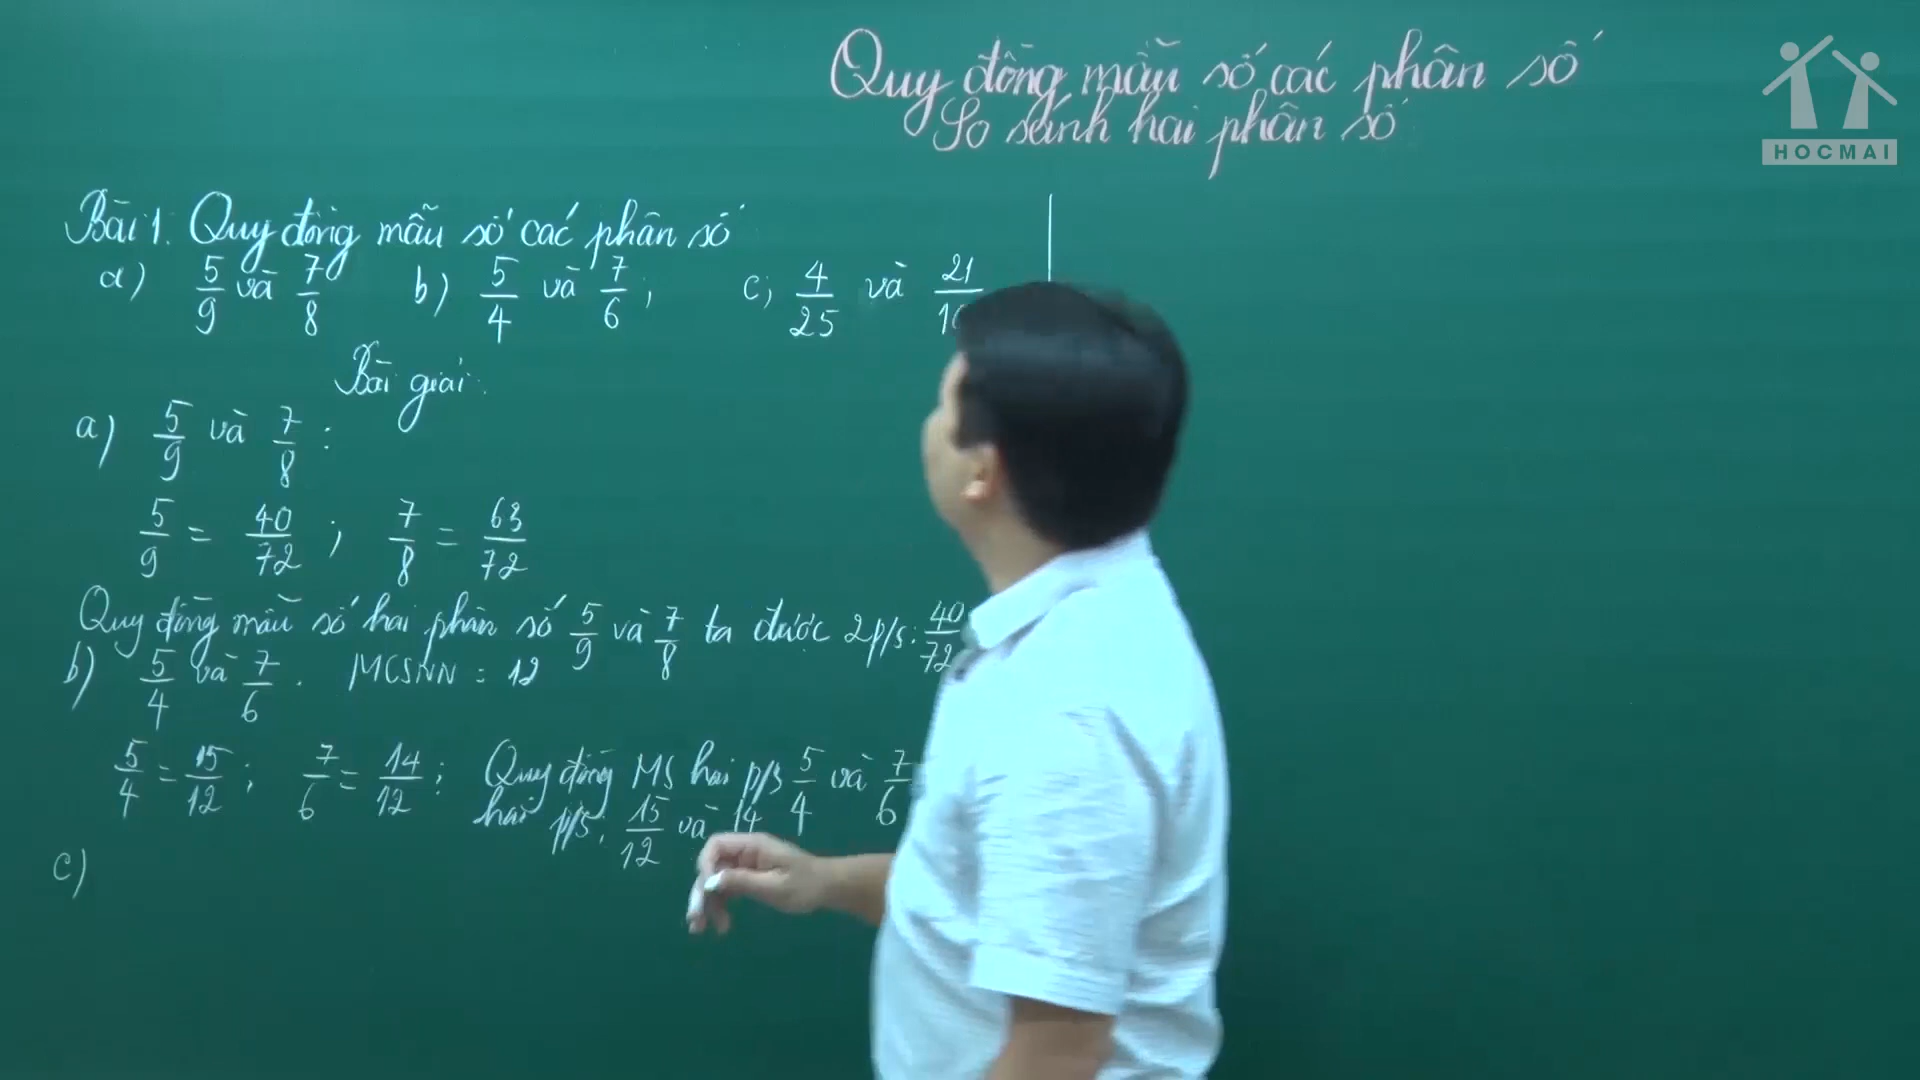 Quy đồng mẫu số các phân số
So sánh hai phân số
HOCMAI
Bài 1. Quy đồng mẫu số các phân số
a) 5/9 và 7/8 b) 5/4 và 7/6; c; 4/25 và 21/
Bài giải:
a) 5/9 và 7/8 :
5/9 = 40/72 ; 7/8 = 63/72
Quy đồng mẫu số hai phân số 5/9 và 7/8 ta được 2p/s: 40/72
b) 5/4 và 7/6 . MCSNN = 12
5/4 = 15/12 ; 7/6 = 14/12 ; Quy đồng MS hai p/s 5/4 và 7/6
hai p/s: 15/12 và 14
c)